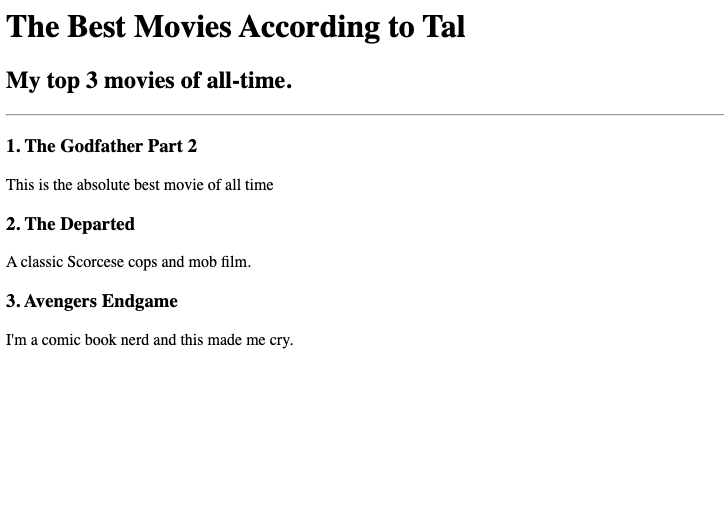 The Best Movies According to Tal
My top 3 movies of all-time.
1. The Godfather Part 2
This is the absolute best movie of all time
2. The Departed
A classic Scorcese cops and mob film.
3. Avengers Endgame
I'm a comic book nerd and this made me cry.